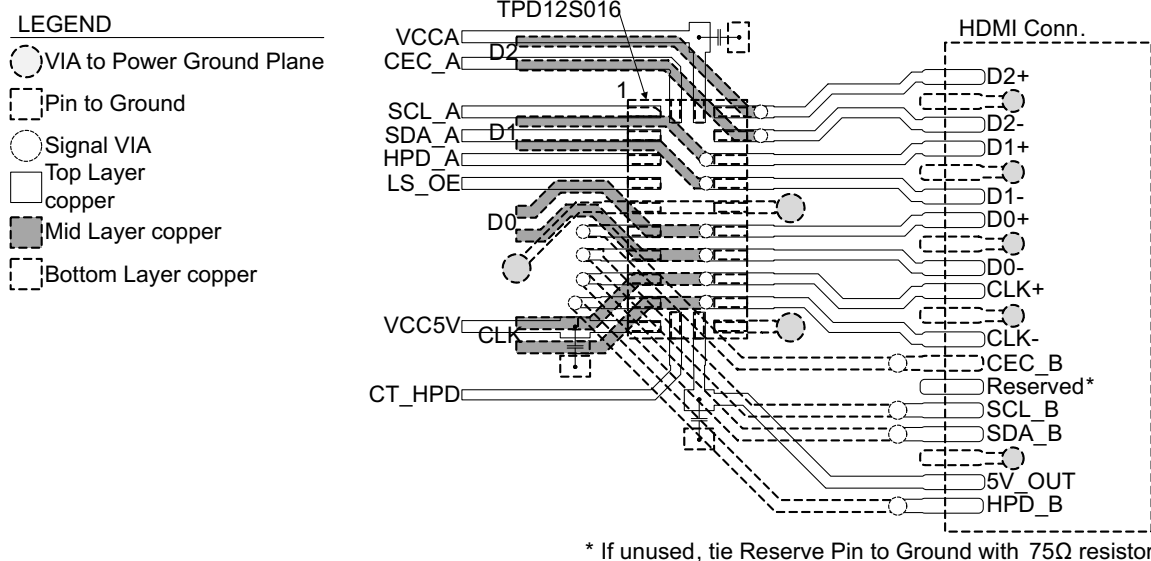 LEGEND
VIA to Power Ground Plane
Pin to Ground
Signal VIA
Top Layer
copper
Mid Layer copper
Bottom Layer copper
TPD12S016
VCCA
D2
CEC_A
1
SCL_A
D1
SDA_A
HPD_A
LS_OE
D0
VCC5V
CLK
CT_HPD
HDMI Conn.
D2+
D2-
D1+
D1-
D0+
D0-
CLK+
CLK-
CEC_B
Reserved*
SCL_B
SDA_B
5V_OUT
HPD_B
* If unused, tie Reserve Pin to Ground with 75Ω resistor